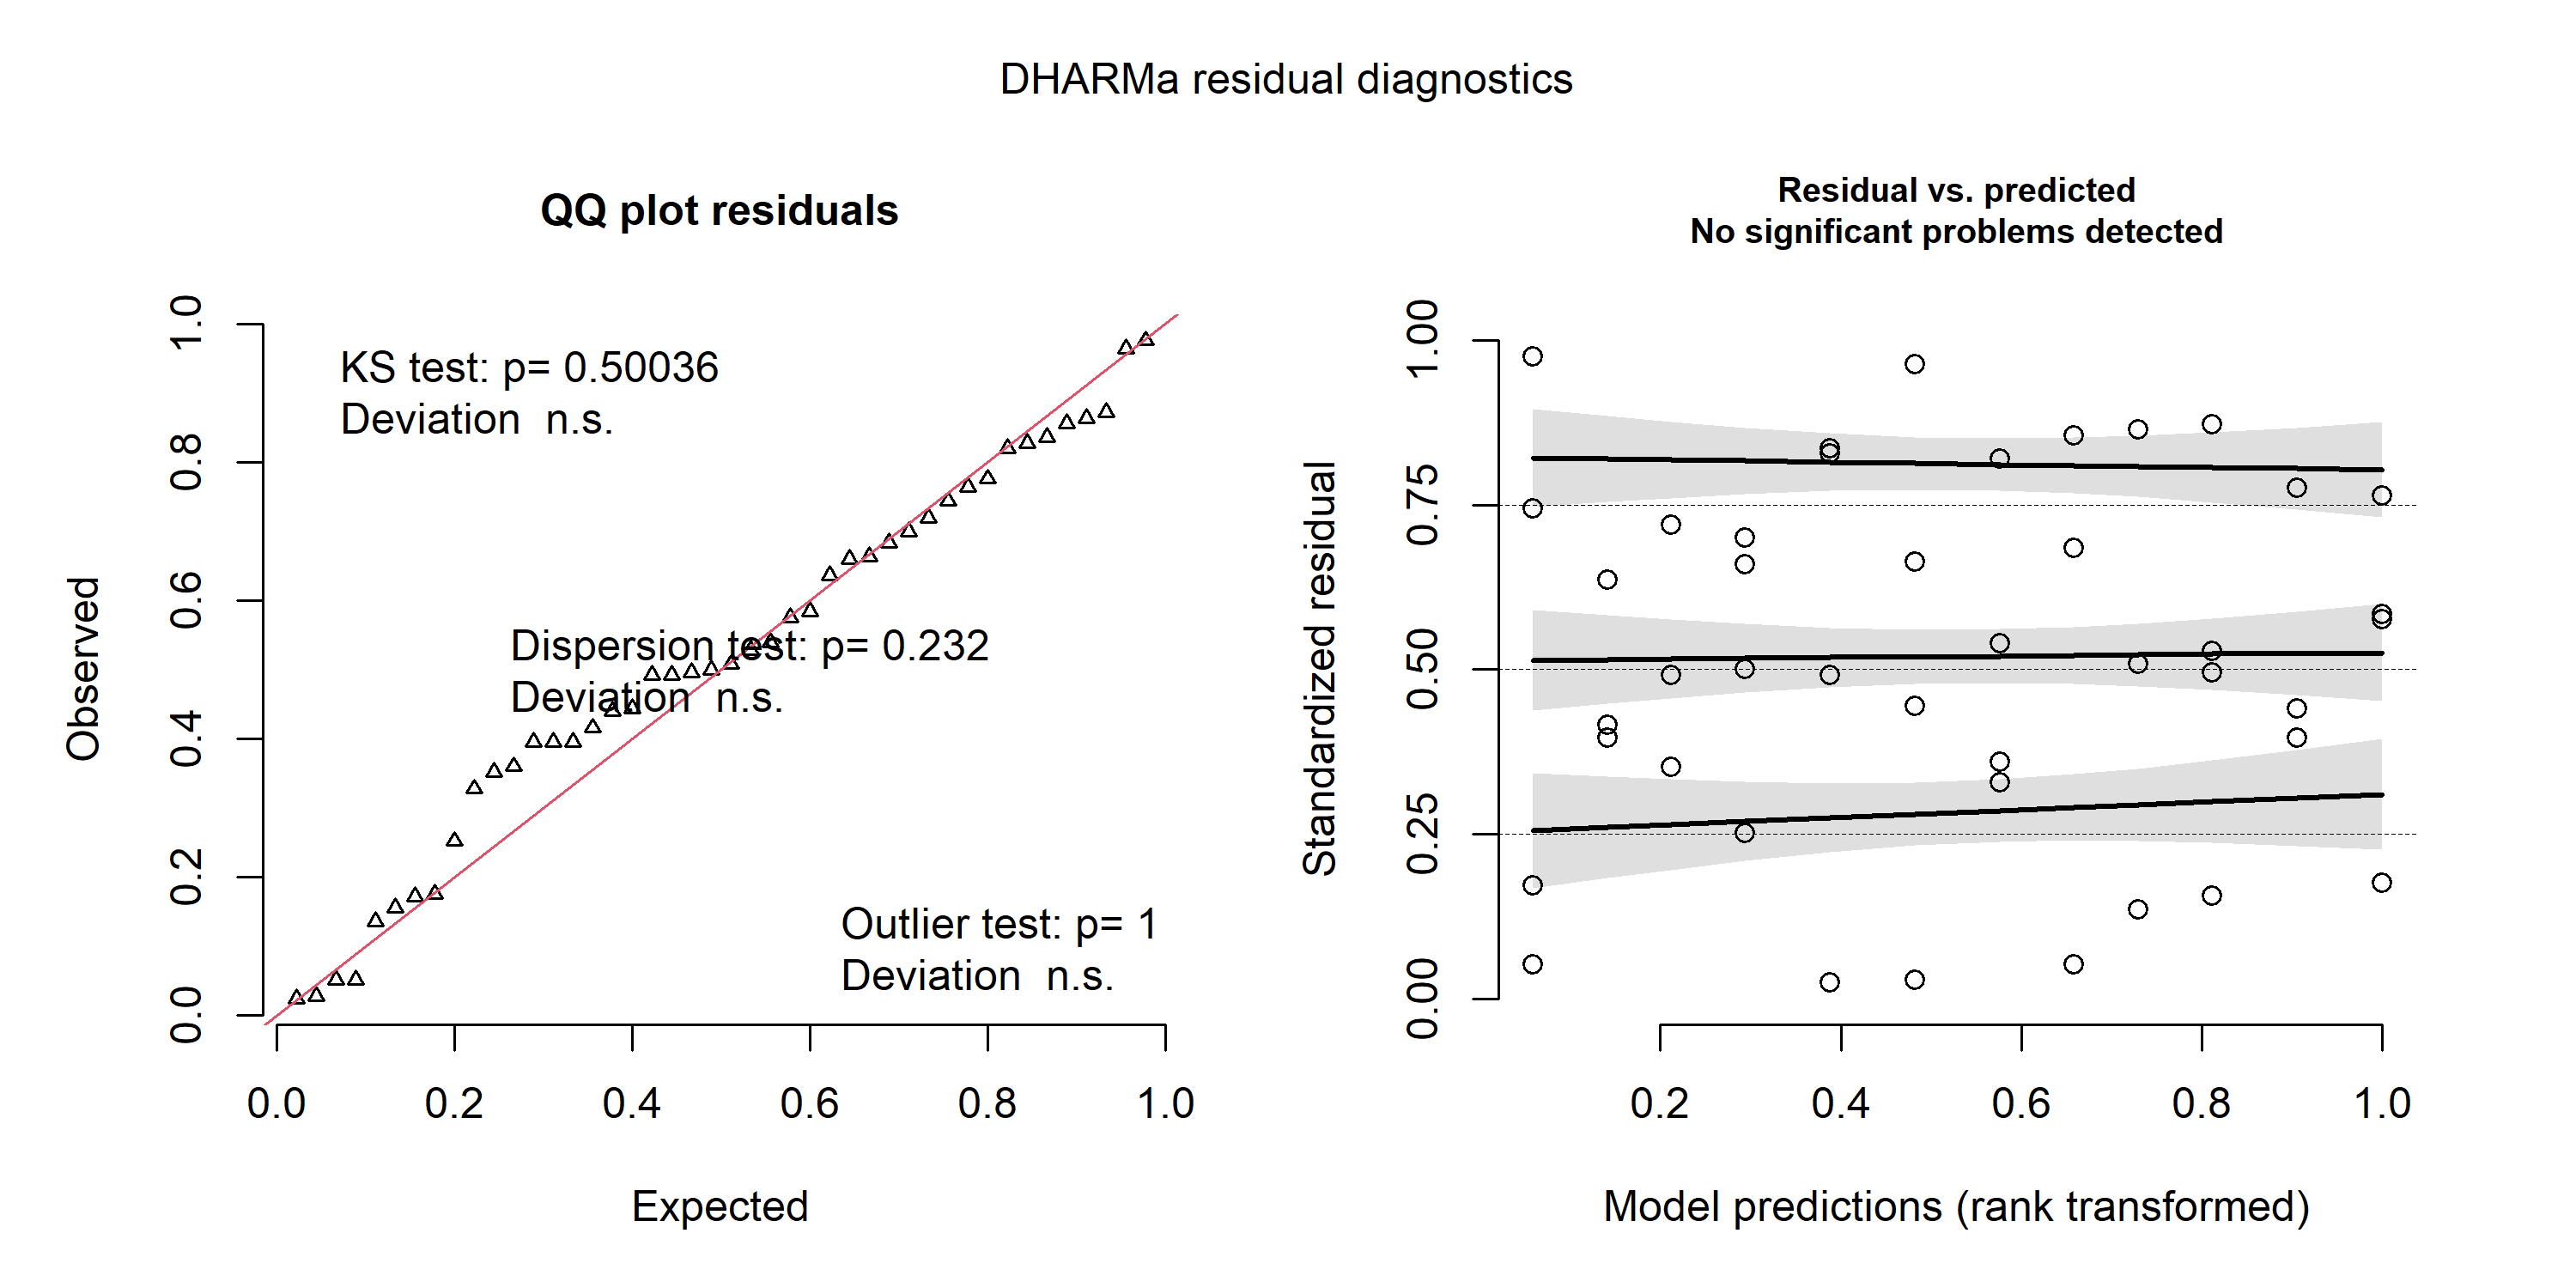 DHARMa residual diagnostics
QQ plot residuals
KS test: p= 0.50036
Deviation  n.s.
Dispersion test: p= 0.232
Deviation  n.s.
Outlier test: p= 1
Deviation  n.s.
Observed
1.0
0.8
0.6
0.4
0.2
0.0
0.0 0.2 0.4 0.6 0.8 1.0
Expected
Residual vs. predicted
No significant problems detected
Standardized residual
1.00
0.75
0.50
0.25
0.00
0.2 0.4 0.6 0.8 1.0
Model predictions (rank transformed)